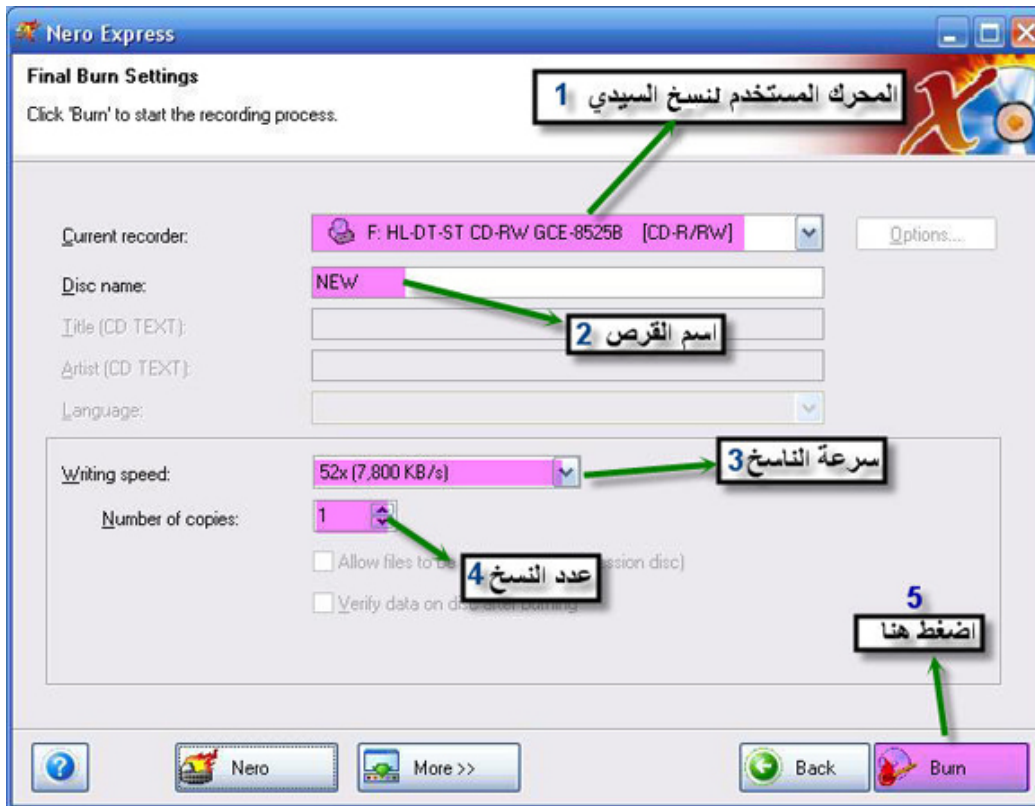 Nero Express
Final Burn Settings
Click 'Burn' to start the recording process.
المحرك المستخدم لنسخ السيدي 1
Current recorder:
F: HL-DT-ST CD-RW GCE-8525B [CD-R/RW]
Options...
Disc name:
NEW
اسم القرص 2
Title (CD TEXT):
Artist (CD TEXT):
Language:
Writing speed:
52x (7,800 KB/s)
سرعة الناسخ 3
Number of copies:
1
Allow files to be ssion disc)
عدد النسخ 4
Verify data on disc after burning
5
اضغط هنا
?
Nero
More >>
Back
Burn